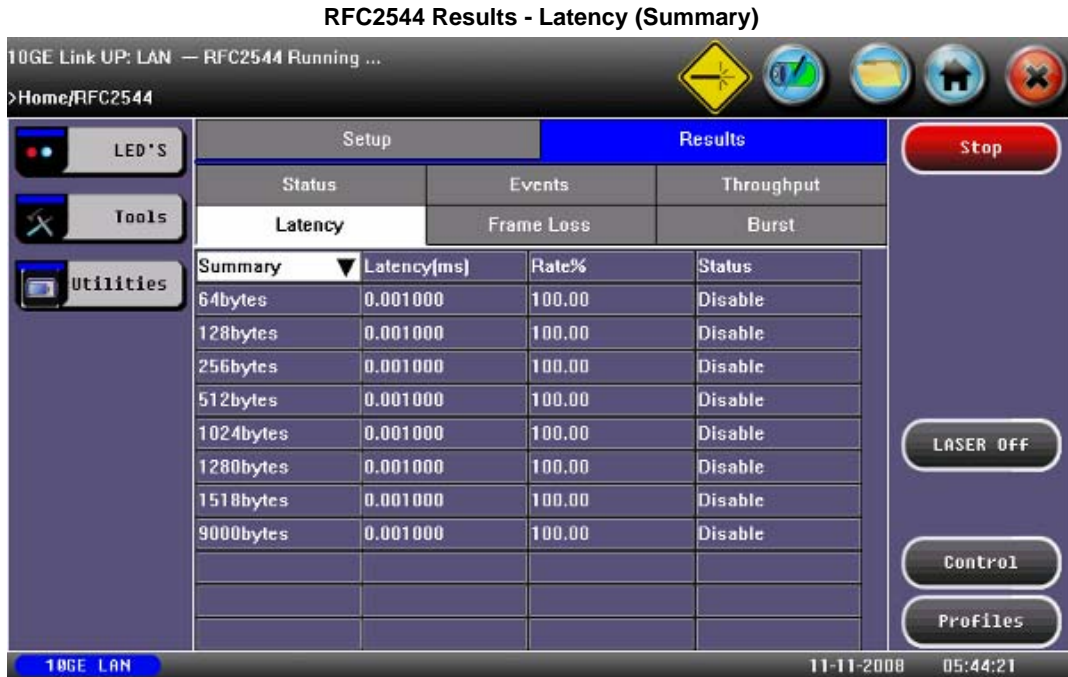 RFC2544 Results - Latency (Summary)
10GE Link UP: LAN — RFC2544 Running ...
>Home/RFC2544
LED'S
Tools
Utilities
Setup Results
Status Events Throughput
Latency Frame Loss Burst
Summary Latency(ms) Rate% Status
64bytes 0.001000 100.00 Disable
128bytes 0.001000 100.00 Disable
256bytes 0.001000 100.00 Disable
512bytes 0.001000 100.00 Disable
1024bytes 0.001000 100.00 Disable
1280bytes 0.001000 100.00 Disable
1518bytes 0.001000 100.00 Disable
9000bytes 0.001000 100.00 Disable
Stop
LASER OFF
Control
Profiles
10GE LAN 11-11-2008 05:44:21